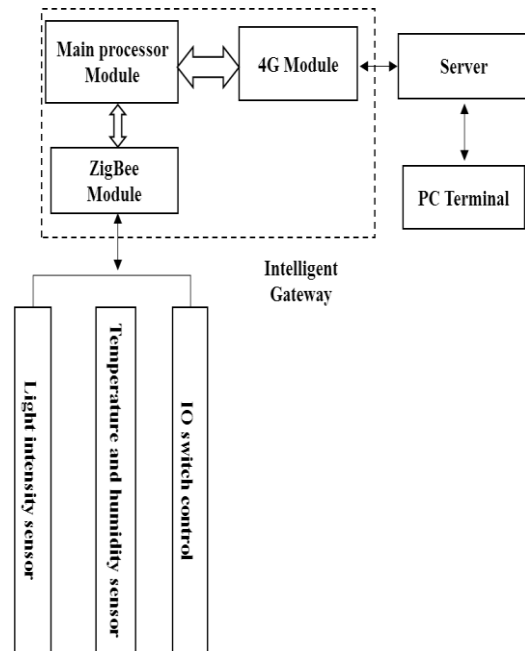 Main processor
Module
4G Module
Server
ZigBee
Module
PC Terminal
Intelligent
Gateway
Light intensity sensor
Temperature and humidity sensor
IO switch control